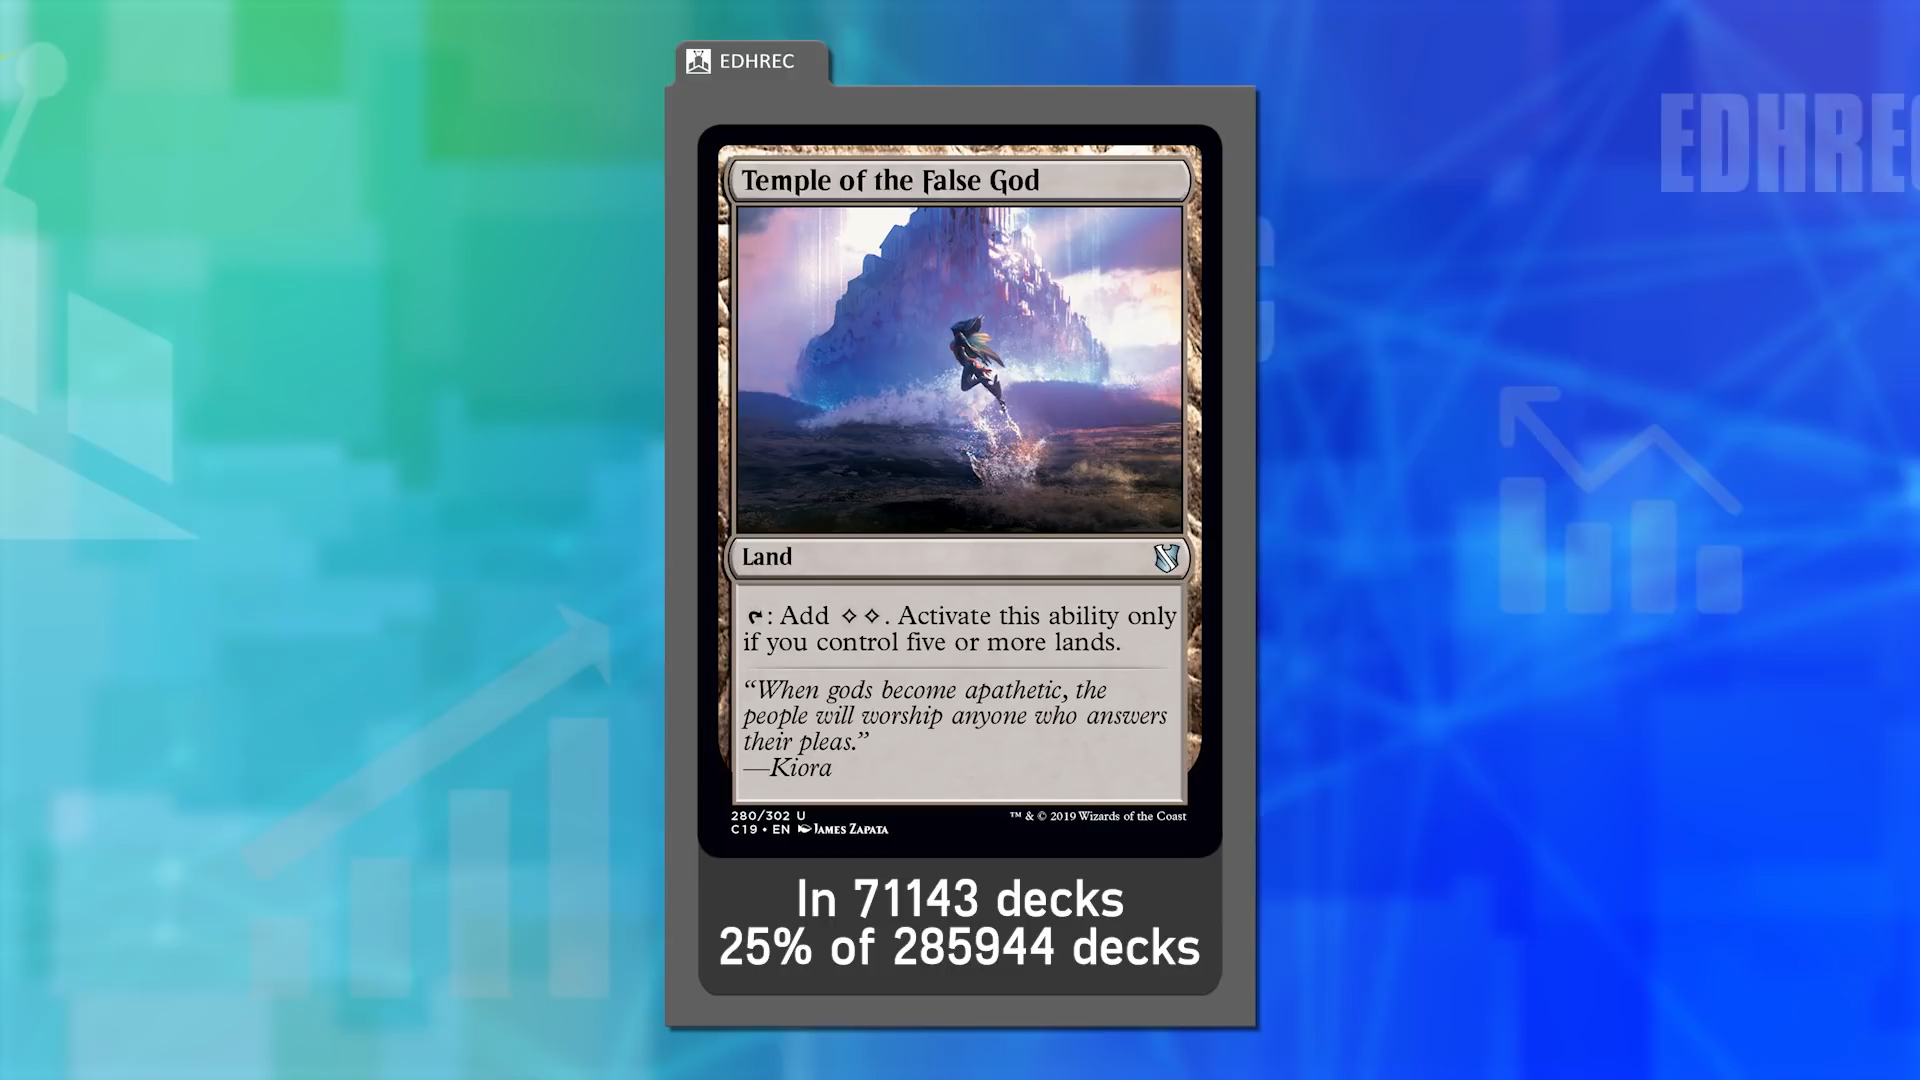 EDHREC
EDHREC
Temple of the False God
Land
: Add . Activate this ability only
if you control five or more lands.
“When gods become apathetic, the
people will worship anyone who answers
their pleas.”
—Kiora
280/302 U
C19 • EN JAMES ZAPATA
™ & © 2019 Wizards of the Coast
In 71143 decks
25% of 285944 decks